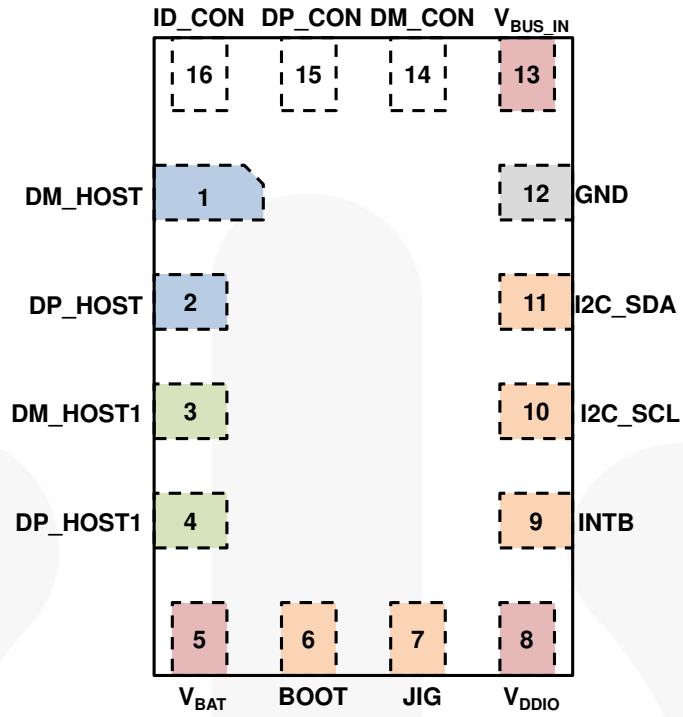 ID_CON DP_CON DM_CON VBUS_IN
16 15 14 13
DM_HOST 1 12 GND
DP_HOST 2 11 I2C_SDA
DM_HOST1 3 10 I2C_SCL
DP_HOST1 4 9 INTB
5 6 7 8
VBAT BOOT JIG VDDIO